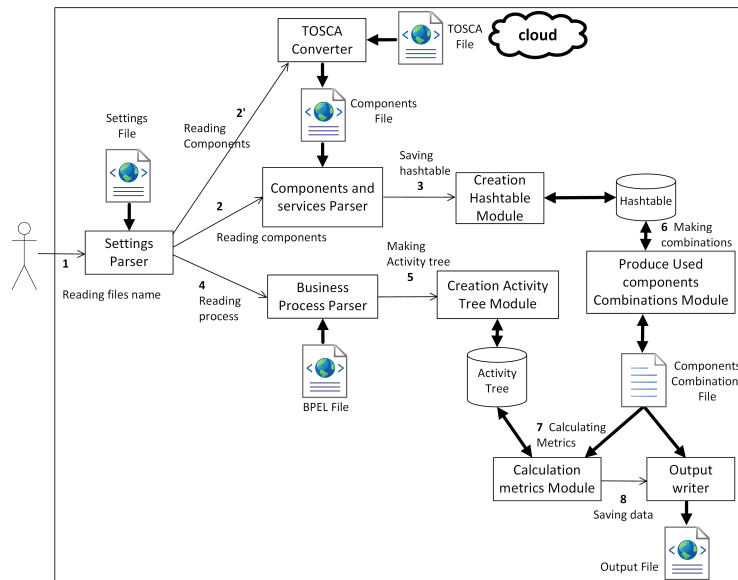 TOSCA
Converter
TOSCA
File
cloud
Settings
File
2'
Reading
Components
Components
File
Saving
hashtable
3
Components and
services Parser
Creation
Hashtable
Module
Hashtable
2
Reading components
6 Making
combinations
Settings
Parser
1
Reading files name
4
Reading
process
Business
Process Parser
Making
Activity tree
5
Creation Activity
Tree Module
Produce Used
components
Combinations Module
BPEL File
Activity
Tree
Components
Combination
File
7 Calculating
Metrics
Calculation
metrics Module
8
Saving data
Output
writer
Output File